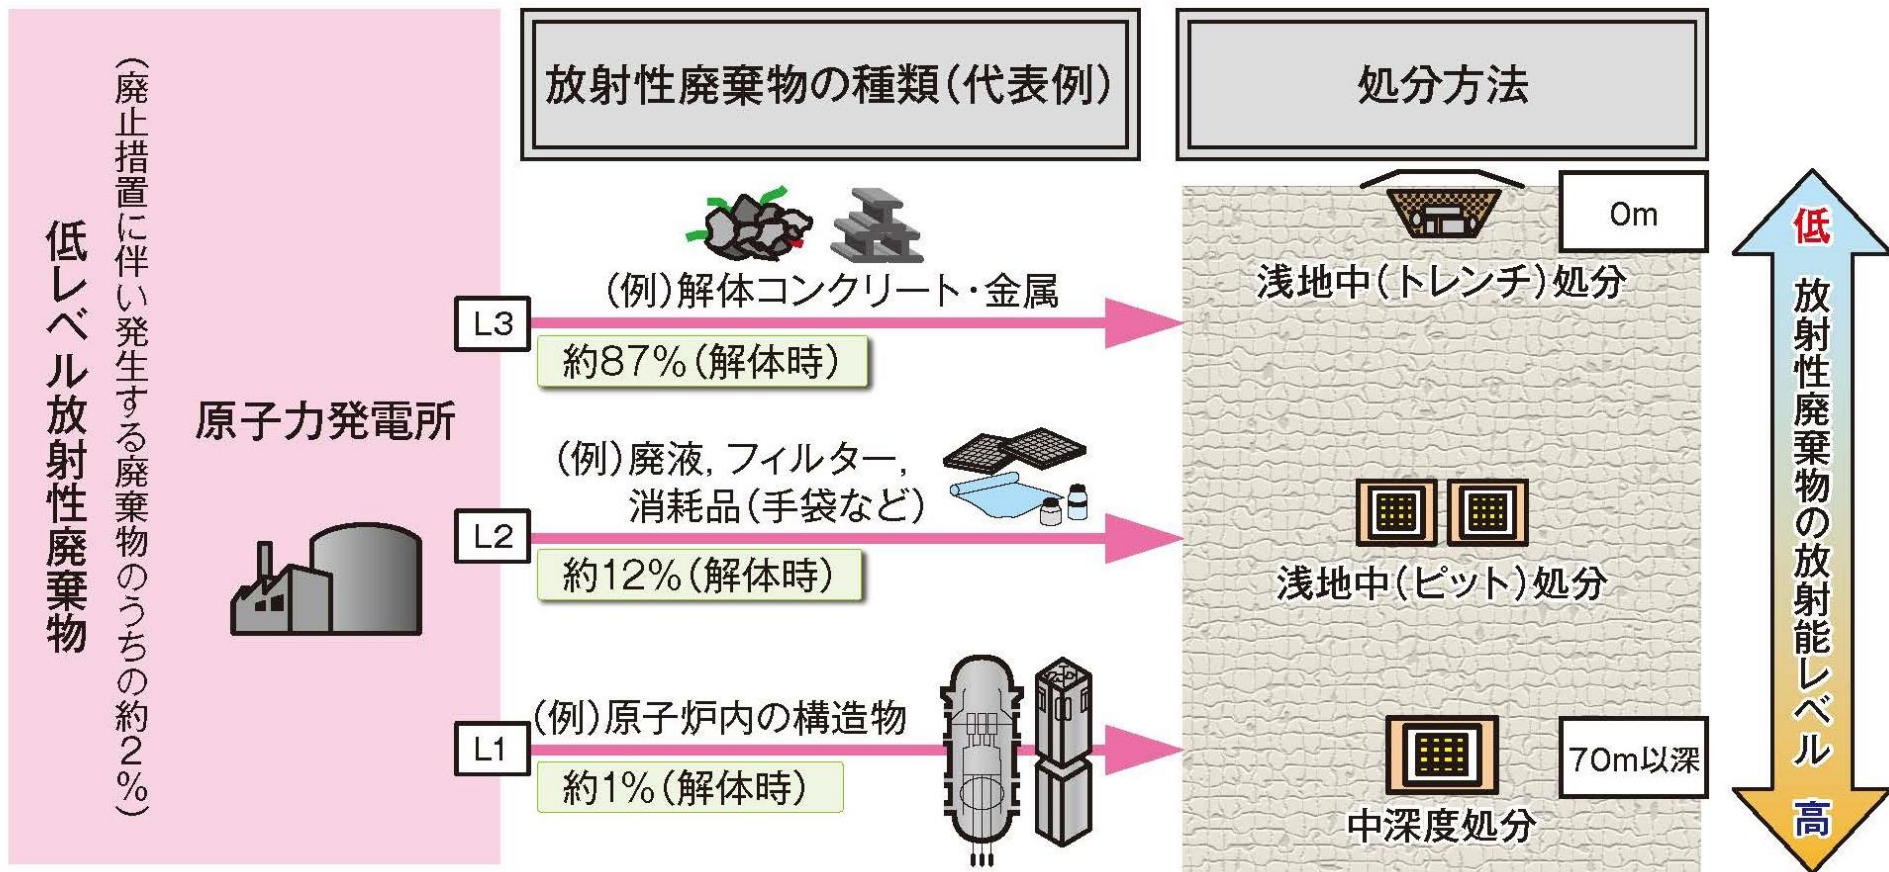 低レベル放射性廃棄物
(廃止措置に伴い発生する廃棄物のうちの約2%)
原子力発電所
放射性廃棄物の種類(代表例)
処分方法
L3
(例)解体コンクリート・金属
約87%(解体時)
0m
浅地中(トレンチ)処分
L2
(例)廃液, フィルター,
消耗品(手袋など)
約12%(解体時)
浅地中(ピット)処分
L1
(例)原子炉内の構造物
約1%(解体時)
70m以深
中深度処分
低
放射性廃棄物の放射能レベル
高